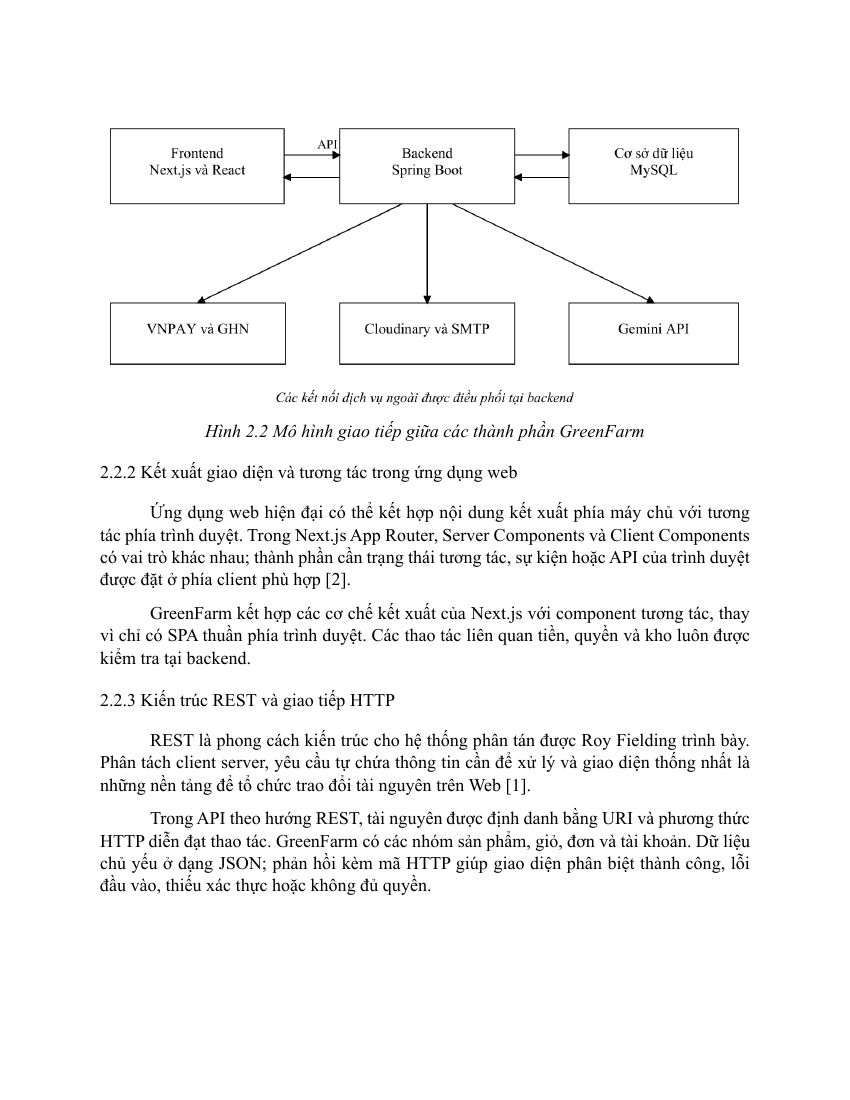 Frontend
Next.js và React
API
Backend
Spring Boot
Cơ sở dữ liệu
MySQL
VNPAY và GHN
Cloudinary và SMTP
Gemini API
Các kết nối dịch vụ ngoài được điều phối tại backend
Hình 2.2 Mô hình giao tiếp giữa các thành phần GreenFarm
2.2.2 Kết xuất giao diện và tương tác trong ứng dụng web
Ứng dụng web hiện đại có thể kết hợp nội dung kết xuất phía máy chủ với tương
tác phía trình duyệt. Trong Next.js App Router, Server Components và Client Components
có vai trò khác nhau; thành phần cần trạng thái tương tác, sự kiện hoặc API của trình duyệt
được đặt ở phía client phù hợp [2].
GreenFarm kết hợp các cơ chế kết xuất của Next.js với component tương tác, thay
vì chỉ có SPA thuần phía trình duyệt. Các thao tác liên quan tiền, quyền và kho luôn được
kiểm tra tại backend.
2.2.3 Kiến trúc REST và giao tiếp HTTP
REST là phong cách kiến trúc cho hệ thống phân tán được Roy Fielding trình bày.
Phân tách client server, yêu cầu tự chứa thông tin cần để xử lý và giao diện thống nhất là
những nền tảng để tổ chức trao đổi tài nguyên trên Web [1].
Trong API theo hướng REST, tài nguyên được định danh bằng URI và phương thức
HTTP diễn đạt thao tác. GreenFarm có các nhóm sản phẩm, giỏ, đơn và tài khoản. Dữ liệu
chủ yếu ở dạng JSON; phản hồi kèm mã HTTP giúp giao diện phân biệt thành công, lỗi
đầu vào, thiếu xác thực hoặc không đủ quyền.